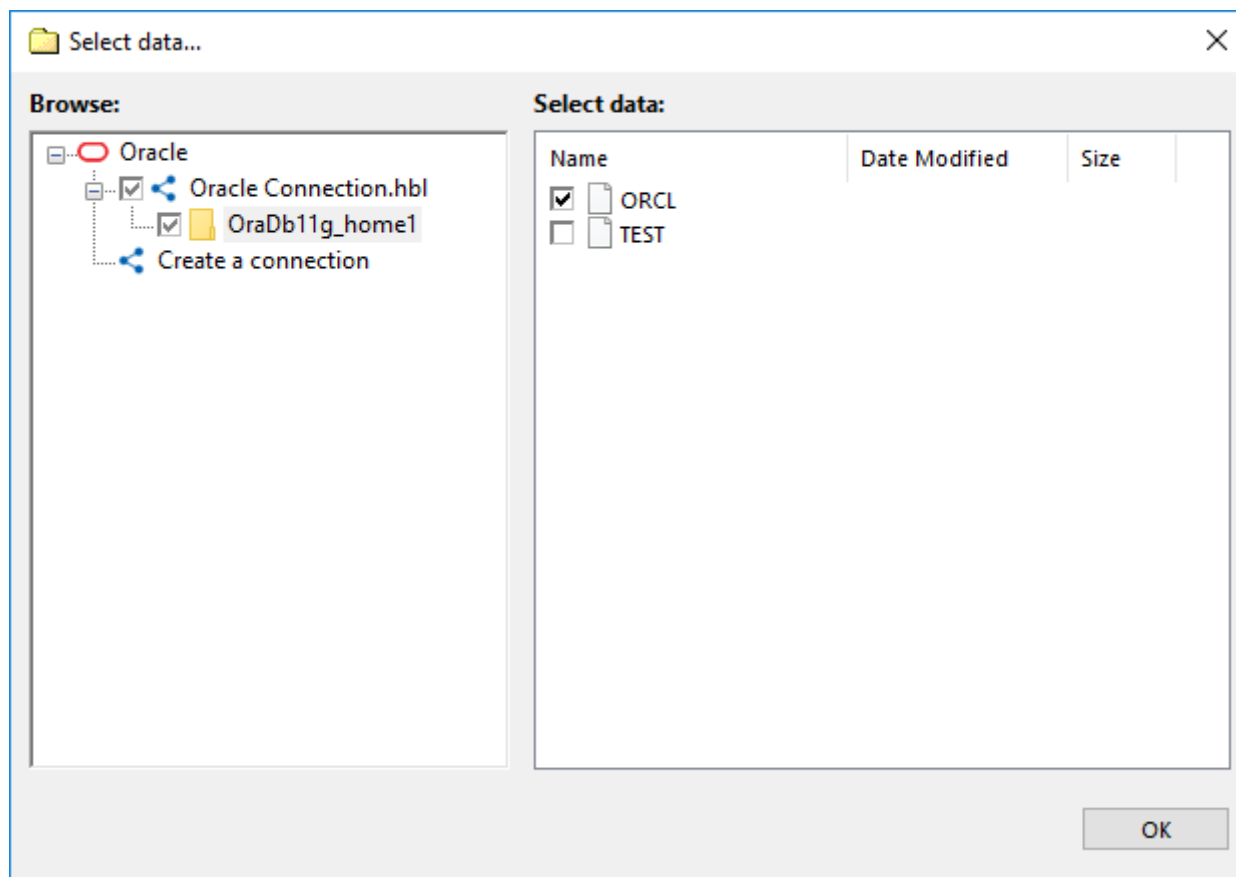 Select data...
Browse:
Select data:
Oracle
Oracle Connection.hbl
OraDb11g_home1
Create a connection
Name Date Modified Size
ORCL
TEST
OK